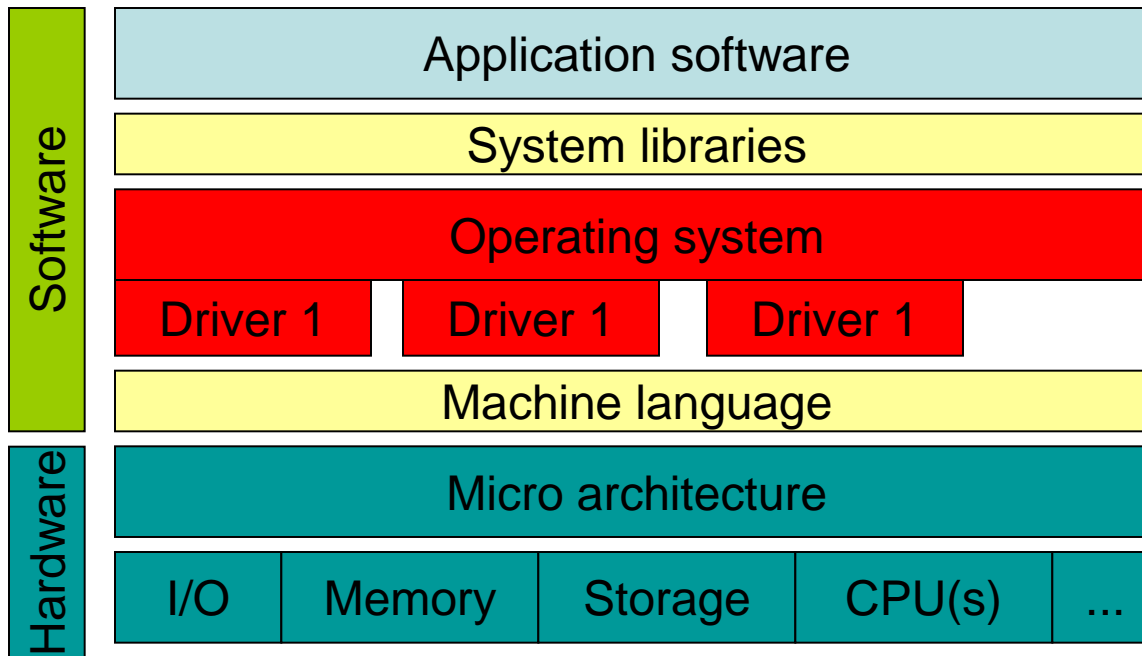 Software
Application software
System libraries
Operating system
Driver 1 Driver 1 Driver 1
Machine language
Hardware
Micro architecture
I/O Memory Storage CPU(s) ...